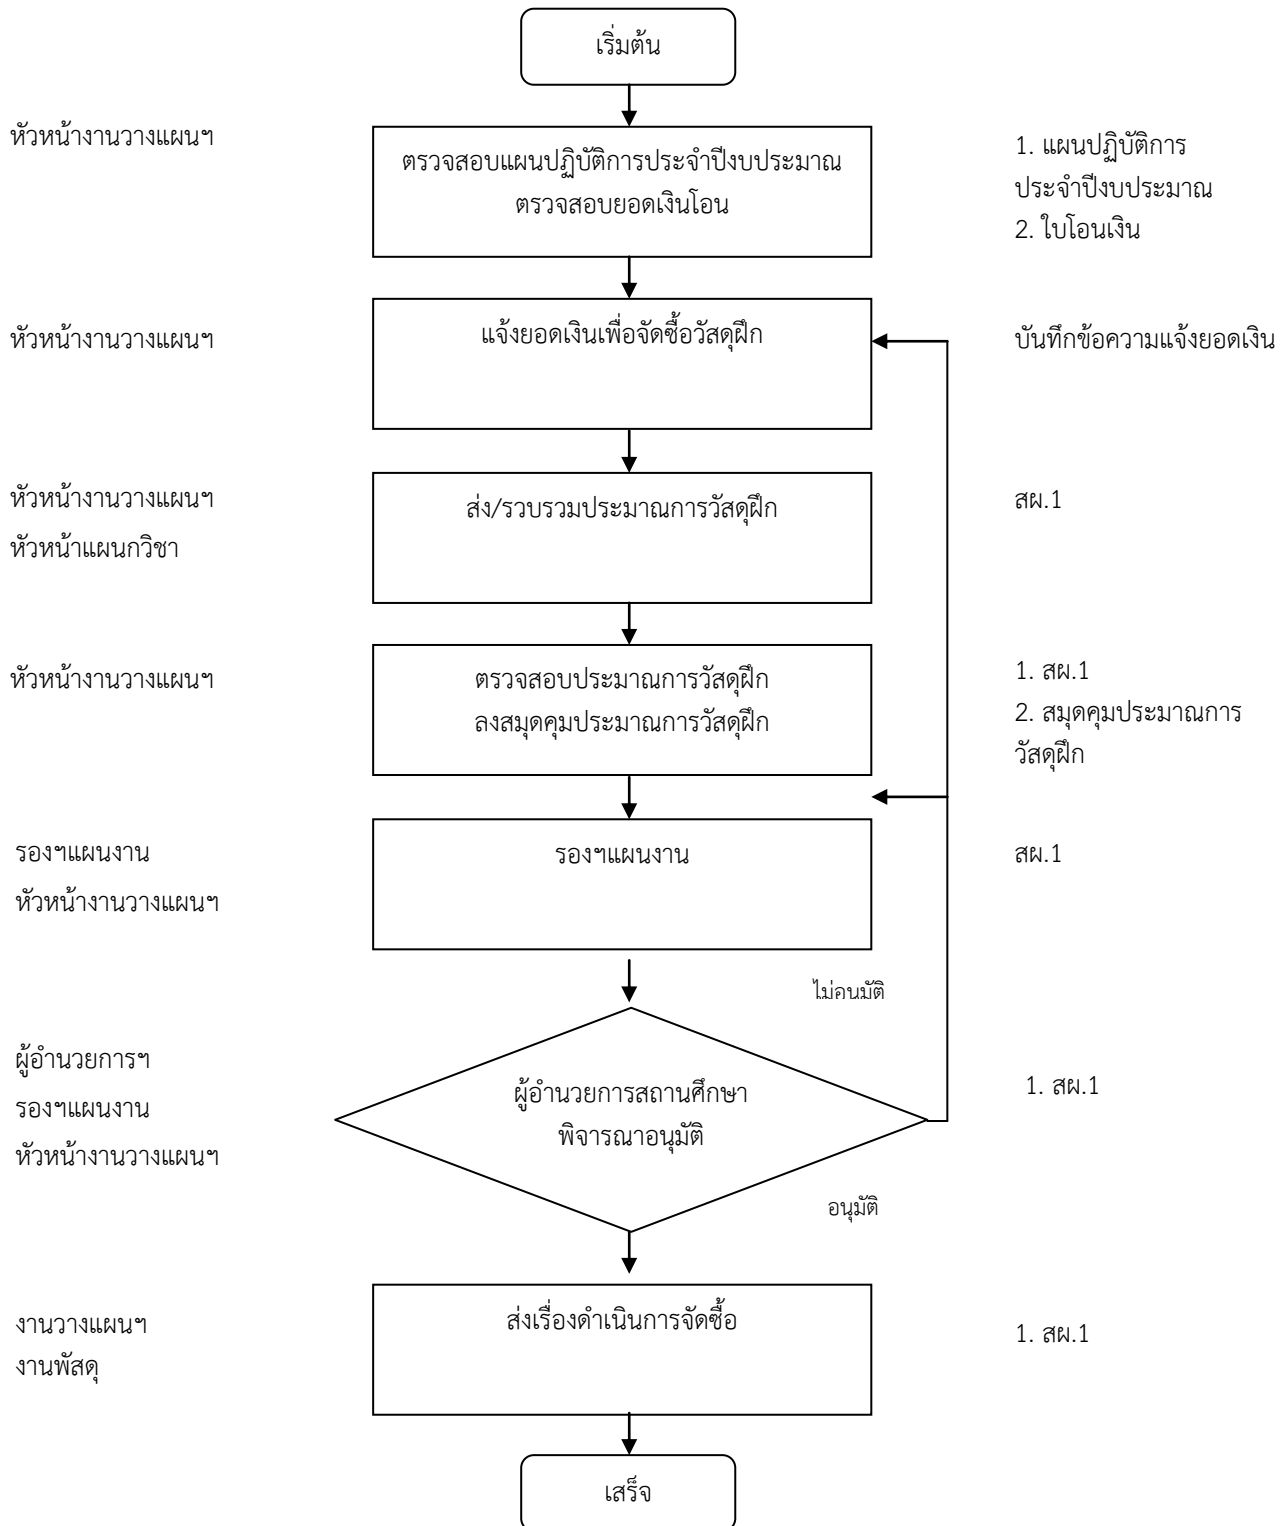 เริ่มต้น
หัวหน้างานวางแผนฯ
ตรวจสอบแผนปฏิบัติการประจำปีงบประมาณ
ตรวจสอบยอดเงินโอน
1. แผนปฏิบัติการ
ประจำปีงบประมาณ
2. ใบโอนเงิน
หัวหน้างานวางแผนฯ
แจ้งยอดเงินเพื่อจัดซื้อวัสดุฝึก
บันทึกข้อความแจ้งยอดเงิน
หัวหน้างานวางแผนฯ
หัวหน้าแผนกวิชา
ส่ง/รวบรวมประมาณการวัสดุฝึก
สผ.1
หัวหน้างานวางแผนฯ
ตรวจสอบประมาณการวัสดุฝึก
ลงสมุดคุมประมาณการวัสดุฝึก
1. สผ.1
2. สมุดคุมประมาณการ
วัสดุฝึก
รองฯแผนงาน
หัวหน้างานวางแผนฯ
รองฯแผนงาน
สผ.1
ไม่อนมัติ
ผู้อำนวยการฯ
รองฯแผนงาน
หัวหน้างานวางแผนฯ
ผู้อำนวยการสถานศึกษา
พิจารณาอนุมัติ
1. สผ.1
อนุมัติ
งานวางแผนฯ
งานพัสดุ
ส่งเรื่องดำเนินการจัดซื้อ
1. สผ.1
เสร็จ